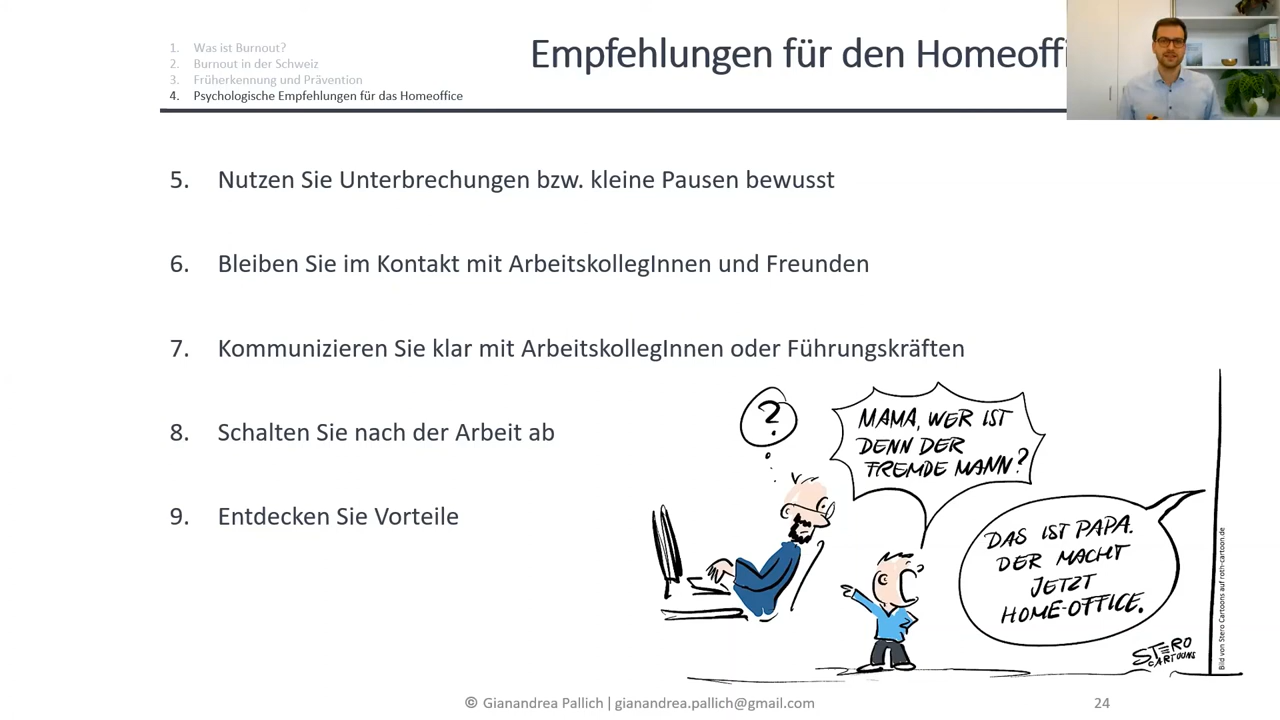 1. Was ist Burnout?
2. Burnout in der Schweiz
3. Früherkennung und Prävention
4. Psychologische Empfehlungen für das Homeoffice
Empfehlungen für den Homeoffi
5. Nutzen Sie Unterbrechungen bzw. kleine Pausen bewusst
6. Bleiben Sie im Kontakt mit ArbeitskollegInnen und Freunden
7. Kommunizieren Sie klar mit ArbeitskollegInnen oder Führungskräften
8. Schalten Sie nach der Arbeit ab
9. Entdecken Sie Vorteile
?
MAMA, WER IST
DENN DER
FREMDE MANN?
DAS IST PAPA.
DER MACHT
JETZT
HOME-OFFICE.
STERO
CARTOONS
Bild von Stero Cartoons auf roth-cartoon.de
© Gianandrea Pallich | gianandrea.pallich@gmail.com
24